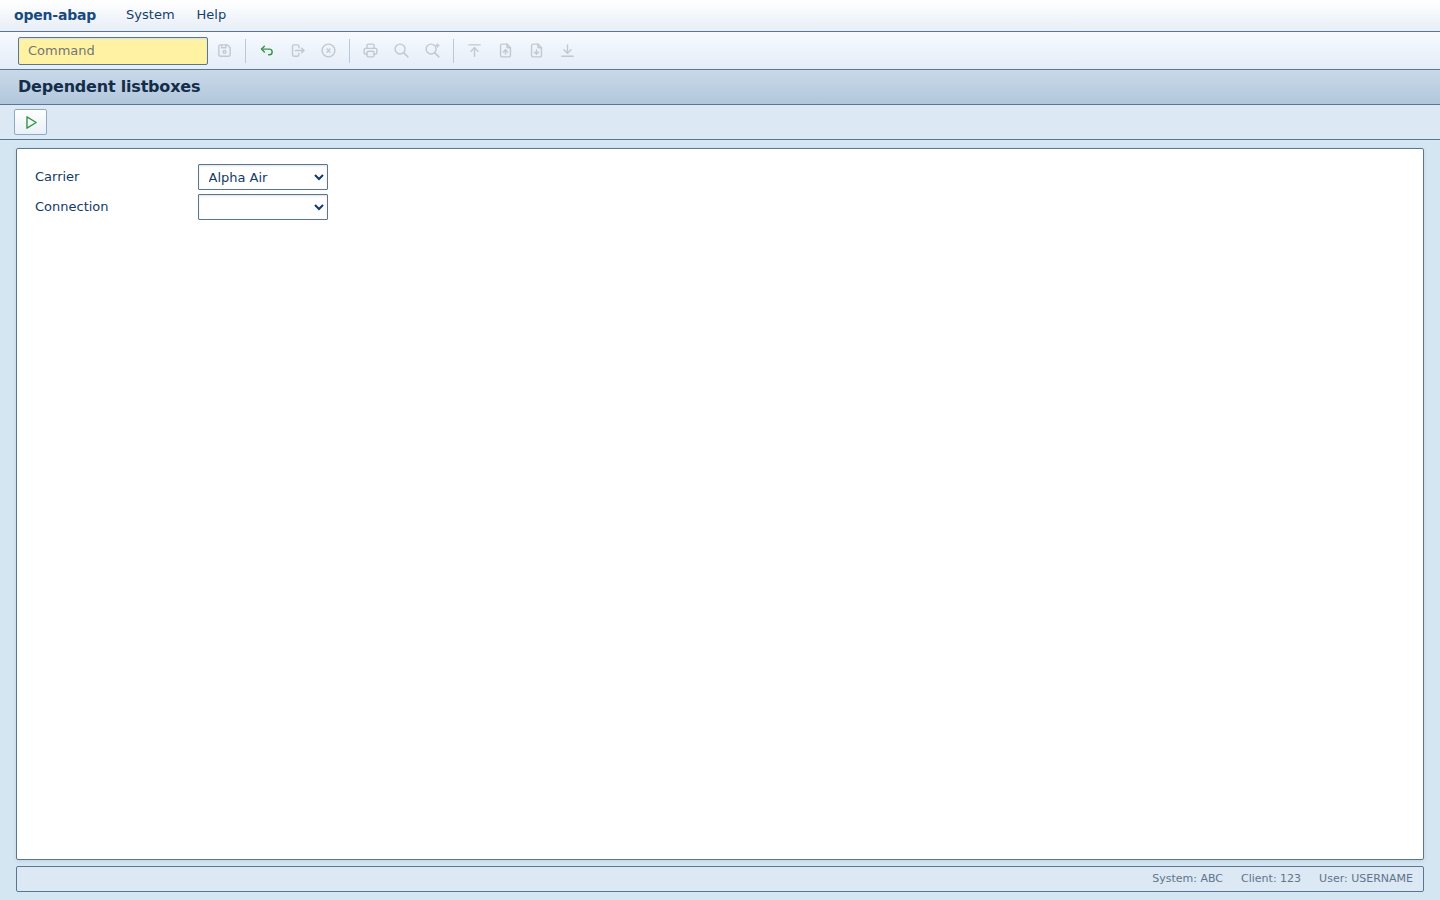 open-abap System Help
Command
Dependent listboxes
Carrier Alpha Air
Connection
System: ABC Client: 123 User: USERNAME